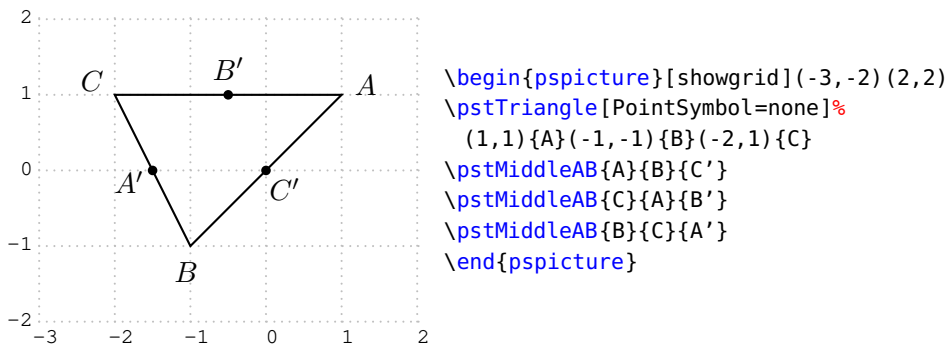 2
B′
C
A
1
0
A′
C′
−1
B
−2
−3 −2 −1 0 1 2
\begin{pspicture}[showgrid](-3,-2)(2,2)
\pstTriangle[PointSymbol=none]%
(1,1){A}(-1,-1){B}(-2,1){C}
\pstMiddleAB{A}{B}{C’}
\pstMiddleAB{C}{A}{B’}
\pstMiddleAB{B}{C}{A’}
\end{pspicture}